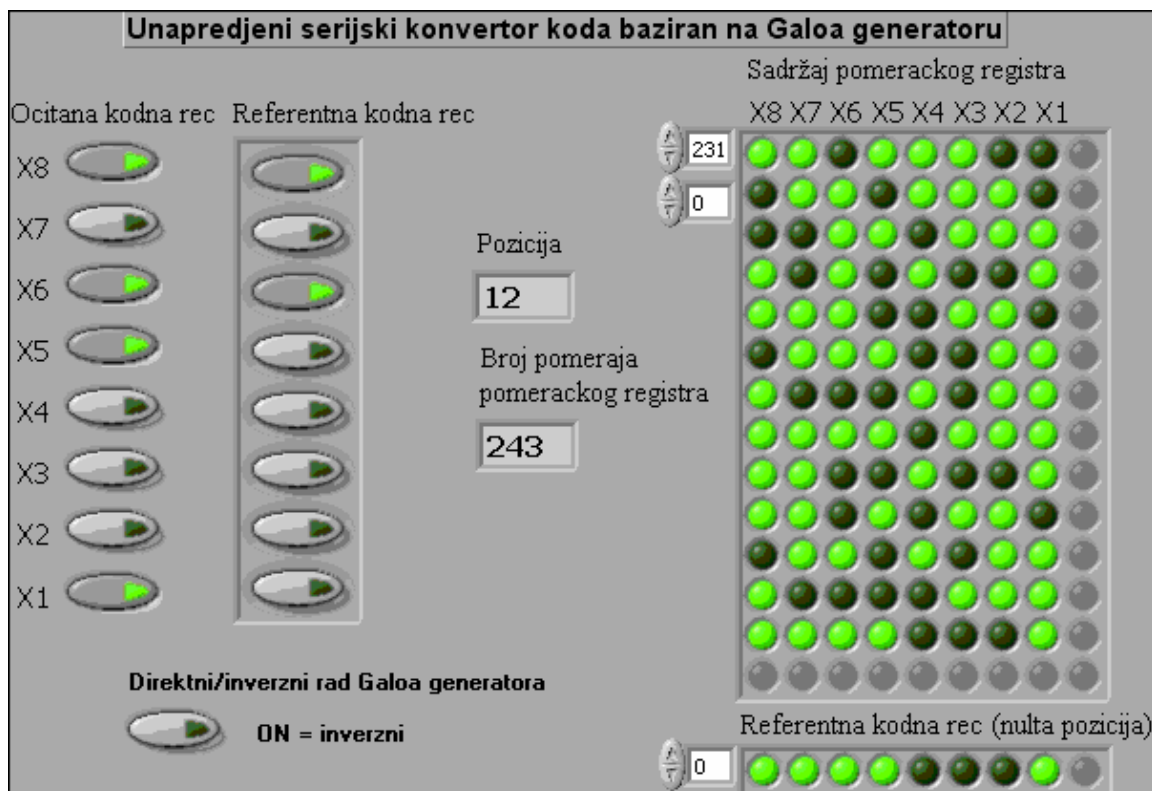 Unapredjeni serijski konvertor koda baziran na Galoa generatoru
Sadržaj pomerackog registra
Ocitana kodna rec Referentna kodna rec
X8 X7 X6 X5 X4 X3 X2 X1
231
0
X8
X7
X6
X5
X4
X3
X2
X1
Pozicija
12
Broj pomeraja
pomerackog registra
243
Direktni/inverzni rad Galoa generatora
ON = inverzni
Referentna kodna rec (nulta pozicija)
0